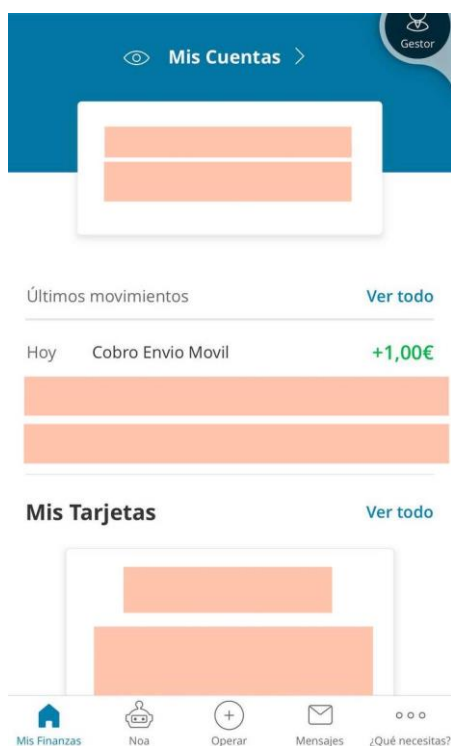 Gestor
Mis Cuentas >
Últimos movimientos Ver todo
Hoy Cobro Envio Movil +1,00€
Mis Tarjetas Ver todo
Mis Finanzas Noa Operar Mensajes ¿Qué necesitas?